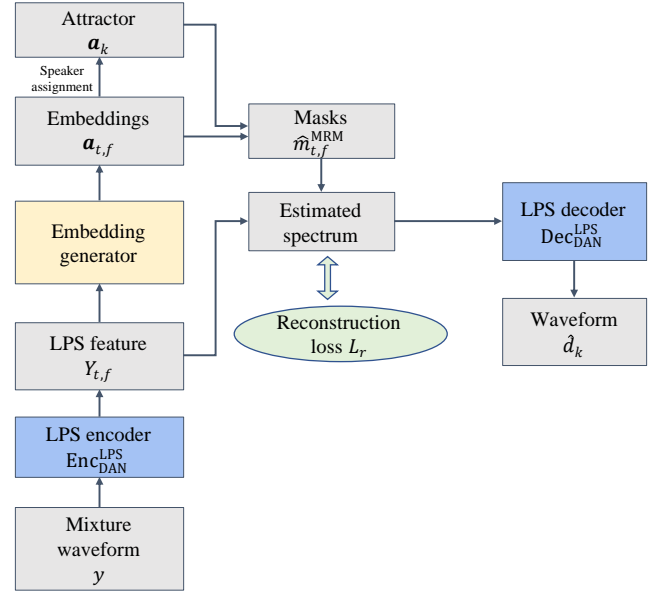 Attractor
𝒂_k
Speaker
assignment
Embeddings
𝒂_{t,f}
Masks
m̂_{t,f}^{MRM}
Embedding
generator
Estimated
spectrum
LPS decoder
Dec_{DAN}^{LPS}
LPS feature
Y_{t,f}
Reconstruction
loss L_r
Waveform
d̂_k
LPS encoder
Enc_{DAN}^{LPS}
Mixture
waveform
y